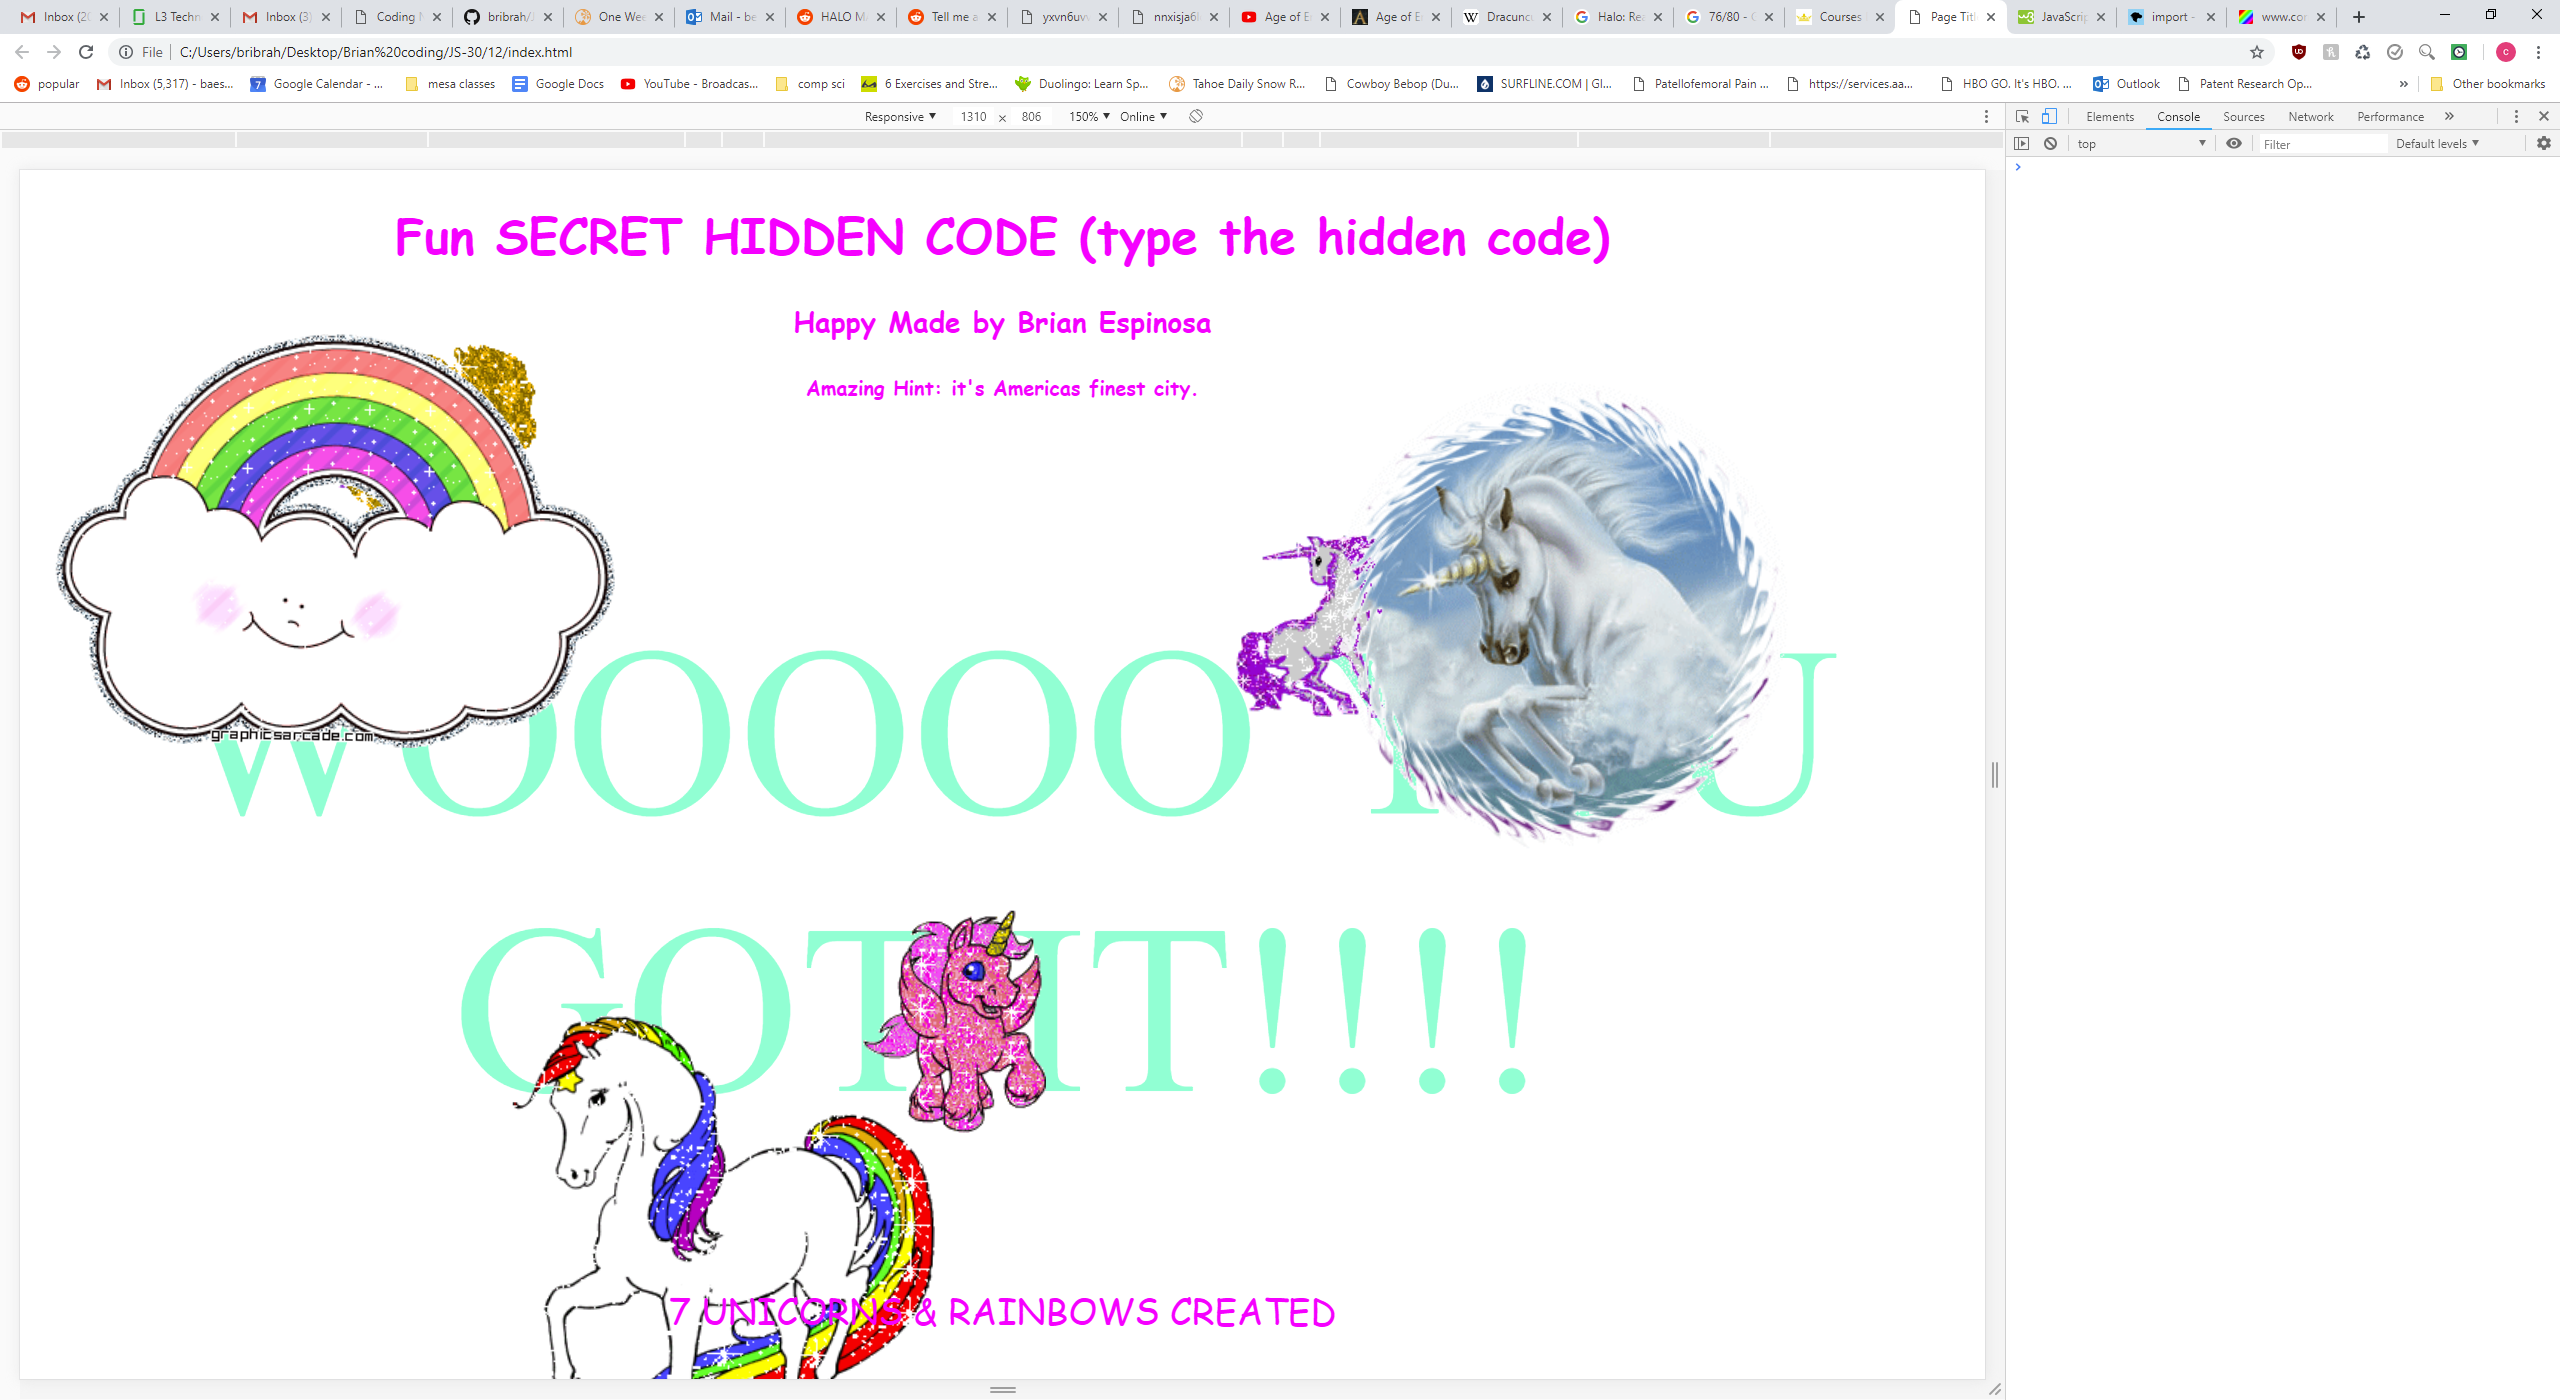 Inbox (20
L3 Techn
Inbox (3)
Coding
bribrah/
One Wee
Mail - be
HALO M
Tell me a
yxvn6uv
nnxisja6
Age of E
Age of E
Dracunc
Halo: Rea
76/80 -
Courses
Page Titl
JavaScrip
import -
www.cor
File
C:/Users/bribrah/Desktop/Brian%20coding/JS-30/12/index.html
popular
Inbox (5,317) - baes...
Google Calendar - ...
mesa classes
Google Docs
YouTube - Broadcas...
comp sci
6 Exercises and Stre...
Duolingo: Learn Sp...
Tahoe Daily Snow R...
Cowboy Bebop (Du...
SURFLINE.COM | Gl...
Patellofemoral Pain ...
https://services.aa...
HBO GO. It's HBO. ...
Outlook
Patent Research Op...
»
Other bookmarks
Responsive ▼ 1310 × 806 150% ▼ Online ▼
Elements Console Sources Network Performance »
top ▼ Filter Default levels ▼
Fun SECRET HIDDEN CODE (type the hidden code)
Happy Made by Brian Espinosa
Amazing Hint: it's Americas finest city.
graphicsarcade.com
WOOOOO YOU
GOT IT!!!!
7 UNICORNS & RAINBOWS CREATED